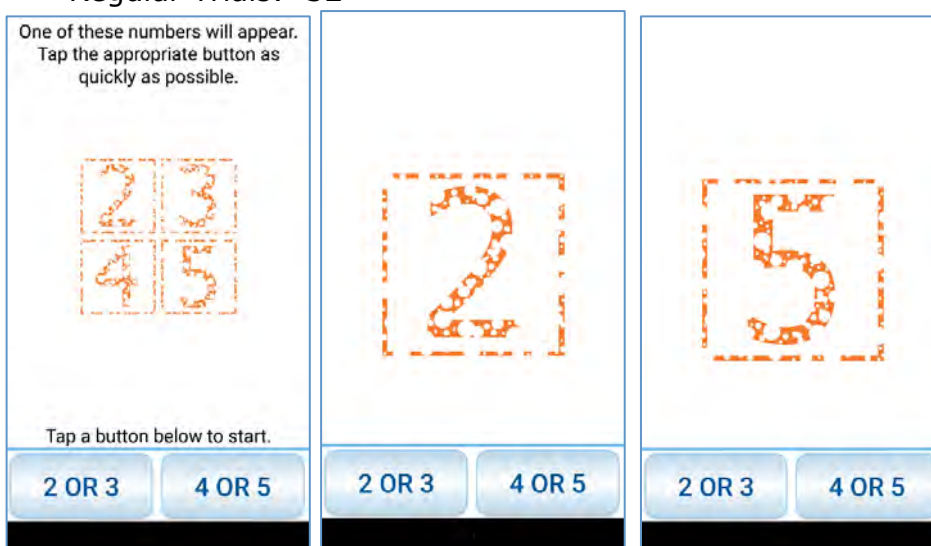 One of these numbers will appear.
Tap the appropriate button as
quickly as possible.
2 3
4 5
Tap a button below to start.
2 OR 3 4 OR 5
2
2 OR 3 4 OR 5
5
2 OR 3 4 OR 5